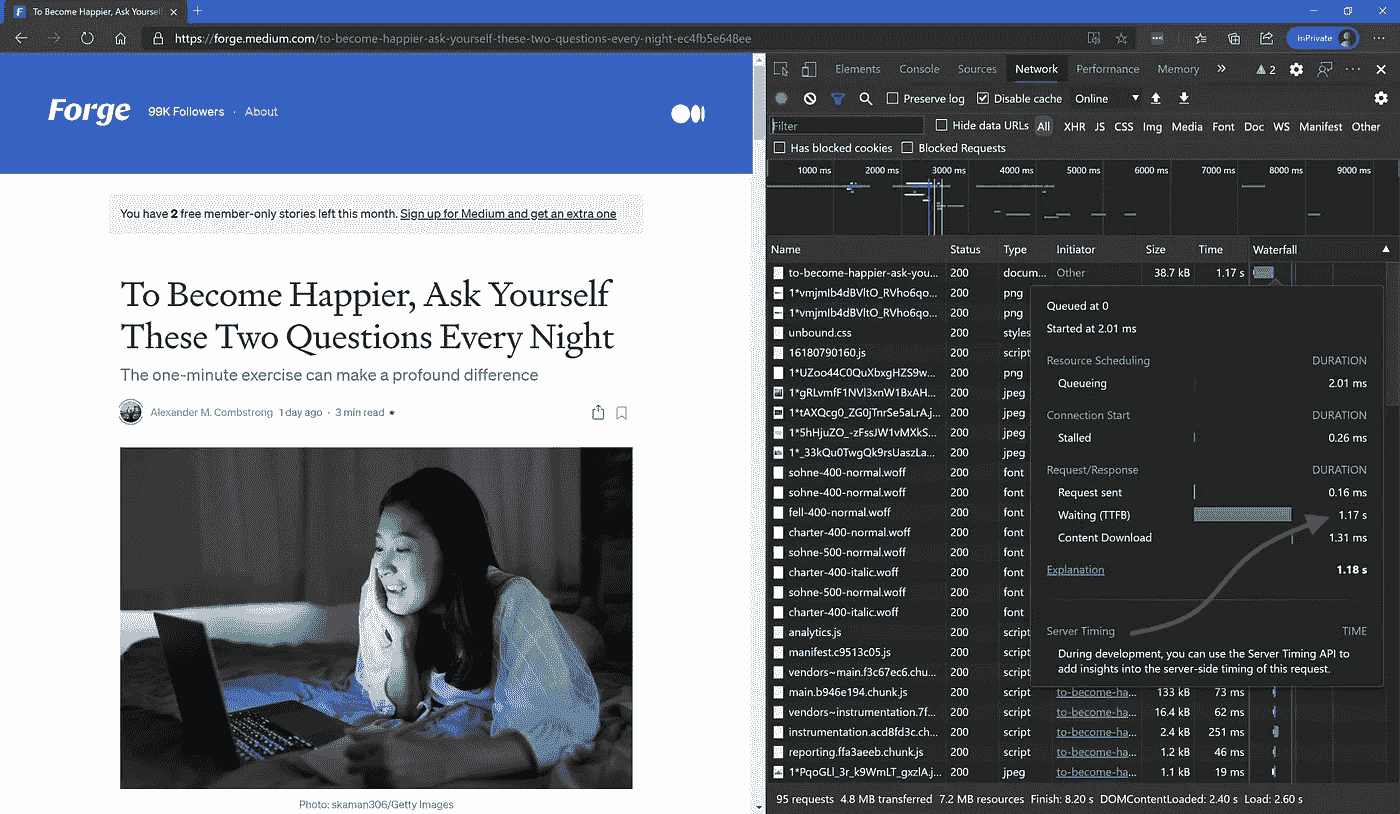 To Become Happier, Ask Yourself
https://forge.medium.com/to-become-happier-ask-yourself-these-two-questions-every-night-ec4fb5e648ee
InPrivate
Forge
99K Followers · About
You have 2 free member-only stories left this month. Sign up for Medium and get an extra one
To Become Happier, Ask Yourself
These Two Questions Every Night
The one-minute exercise can make a profound difference
Alexander M. Combstrong 1 day ago · 3 min read ★
Photo: skaman306/Getty Images
Elements Console Sources Network Performance Memory 2
Preserve log Disable cache Online
Filter Hide data URLs All XHR JS CSS Img Media Font Doc WS Manifest Other
Has blocked cookies Blocked Requests
1000 ms 2000 ms 3000 ms 4000 ms 5000 ms 6000 ms 7000 ms 8000 ms 9000 ms
Name Status Type Initiator Size Time Waterfall
to-become-happier-ask-you... 200 docum... Other 38.7 kB 1.17 s
1*vmjmIb4dBVltO_RVho6qo... 200 png
1*vmjmIb4dBVltO_RVho6qo... 200 png
unbound.css 200 styles
16180790160.js 200 script
1*UZoo44C0QuXbxgHZS9w... 200 png
1*gRLvmfF1NVl3xnW1BxAH... 200 jpeg
1*tAXQcg0_ZG0jTnrSe5aLrA.j... 200 jpeg
1*5hHjuZO_-zFssJW1vMXkS... 200 jpeg
1*_33kQu0TwgQk9rsUaszLa... 200 jpeg
sohne-400-normal.woff 200 font
sohne-400-normal.woff 200 font
fell-400-normal.woff 200 font
charter-400-normal.woff 200 font
sohne-500-normal.woff 200 font
charter-400-italic.woff 200 font
sohne-500-normal.woff 200 font
charter-400-italic.woff 200 font
analytics.js 200 script
manifest.c9513c05.js 200 script
vendors~main.f3c67ec6.chu... 200 script
main.b946e194.chunk.js 200 script to-become-ha... 133 kB 73 ms
vendors~instrumentation.7f... 200 script to-become-ha... 16.4 kB 62 ms
instrumentation.acd8fd3c.ch... 200 script to-become-ha... 2.4 kB 251 ms
reporting.ffa3aeeb.chunk.js 200 script to-become-ha... 1.2 kB 46 ms
1*PqoGLl_3r_k9WmLT_gxzlA.j... 200 jpeg to-become-ha... 1.1 kB 19 ms
Queued at 0
Started at 2.01 ms
Resource Scheduling DURATION
Queueing 2.01 ms
Connection Start DURATION
Stalled 0.26 ms
Request/Response DURATION
Request sent 0.16 ms
Waiting (TTFB) 1.17 s
Content Download 1.31 ms
Explanation 1.18 s
Server Timing TIME
During development, you can use the Server Timing API to
add insights into the server-side timing of this request.
95 requests 4.8 MB transferred 7.2 MB resources Finish: 8.20 s DOMContentLoaded: 2.40 s Load: 2.60 s